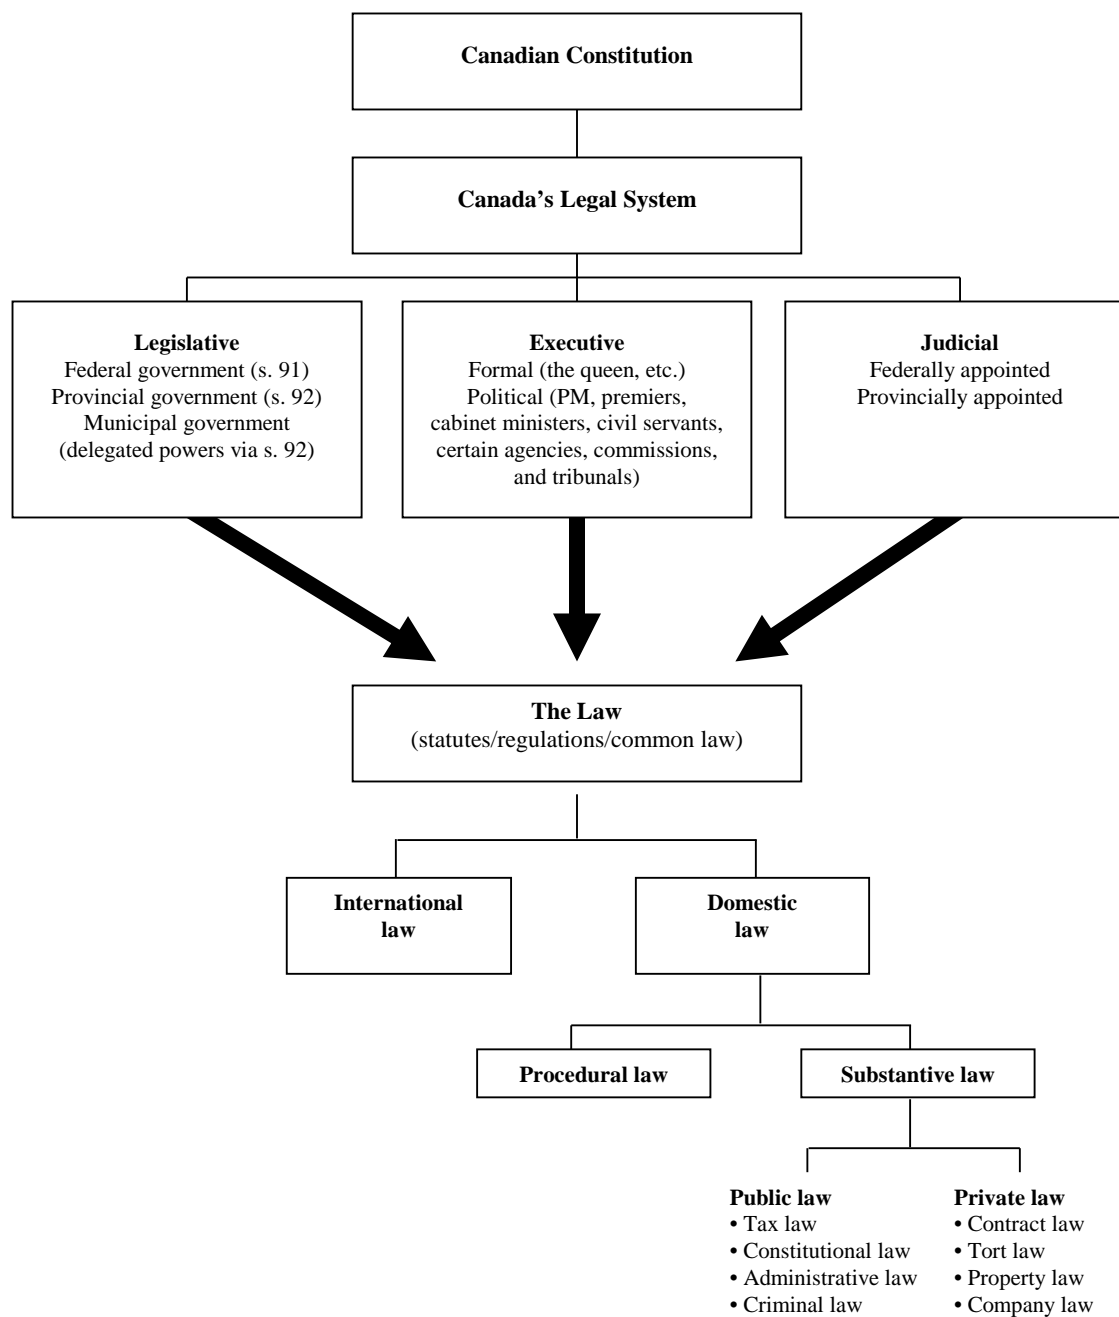 Canadian Constitution
Canada’s Legal System
Legislative
Federal government (s. 91)
Provincial government (s. 92)
Municipal government
(delegated powers via s. 92)
Executive
Formal (the queen, etc.)
Political (PM, premiers,
cabinet ministers, civil servants,
certain agencies, commissions,
and tribunals)
Judicial
Federally appointed
Provincially appointed
The Law
(statutes/regulations/common law)
International
law
Domestic
law
Procedural law
Substantive law
Public law
• Tax law
• Constitutional law
• Administrative law
• Criminal law
Private law
• Contract law
• Tort law
• Property law
• Company law